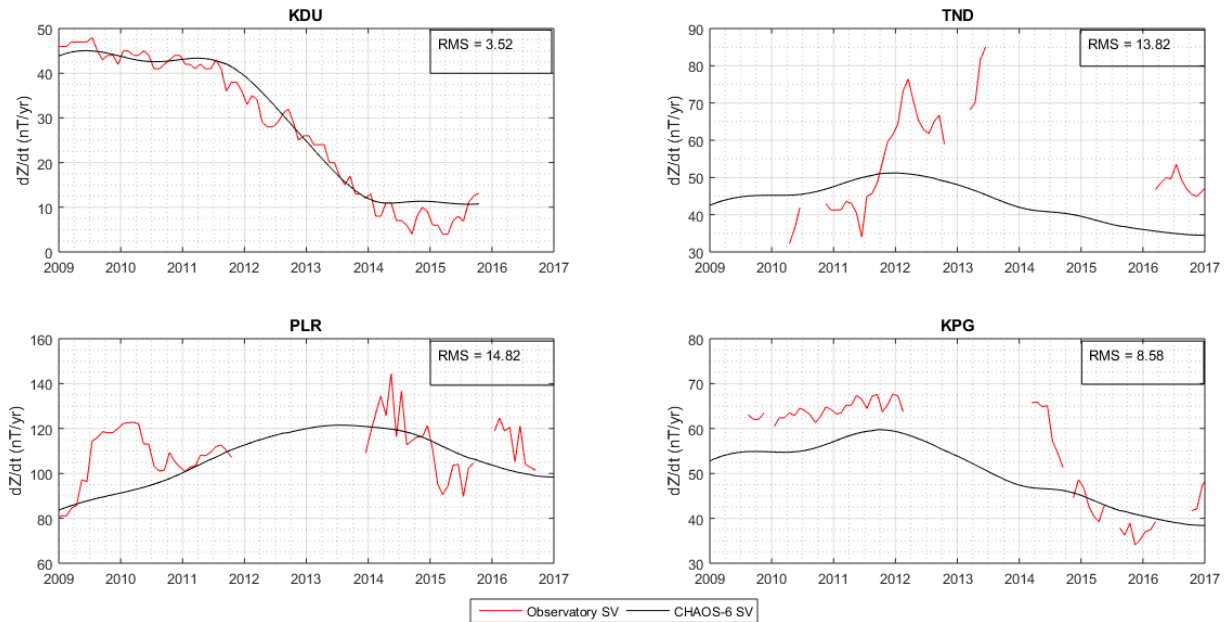 KDU
RMS = 3.52
dZ/dt (nT/yr)
50
40
30
20
10
0
2009 2010 2011 2012 2013 2014 2015 2016 2017
TND
RMS = 13.82
dZ/dt (nT/yr)
90
80
70
60
50
40
30
2009 2010 2011 2012 2013 2014 2015 2016 2017
PLR
RMS = 14.82
dZ/dt (nT/yr)
160
140
120
100
80
60
2009 2010 2011 2012 2013 2014 2015 2016 2017
KPG
RMS = 8.58
dZ/dt (nT/yr)
80
70
60
50
40
30
2009 2010 2011 2012 2013 2014 2015 2016 2017
Observatory SV CHAOS-6 SV